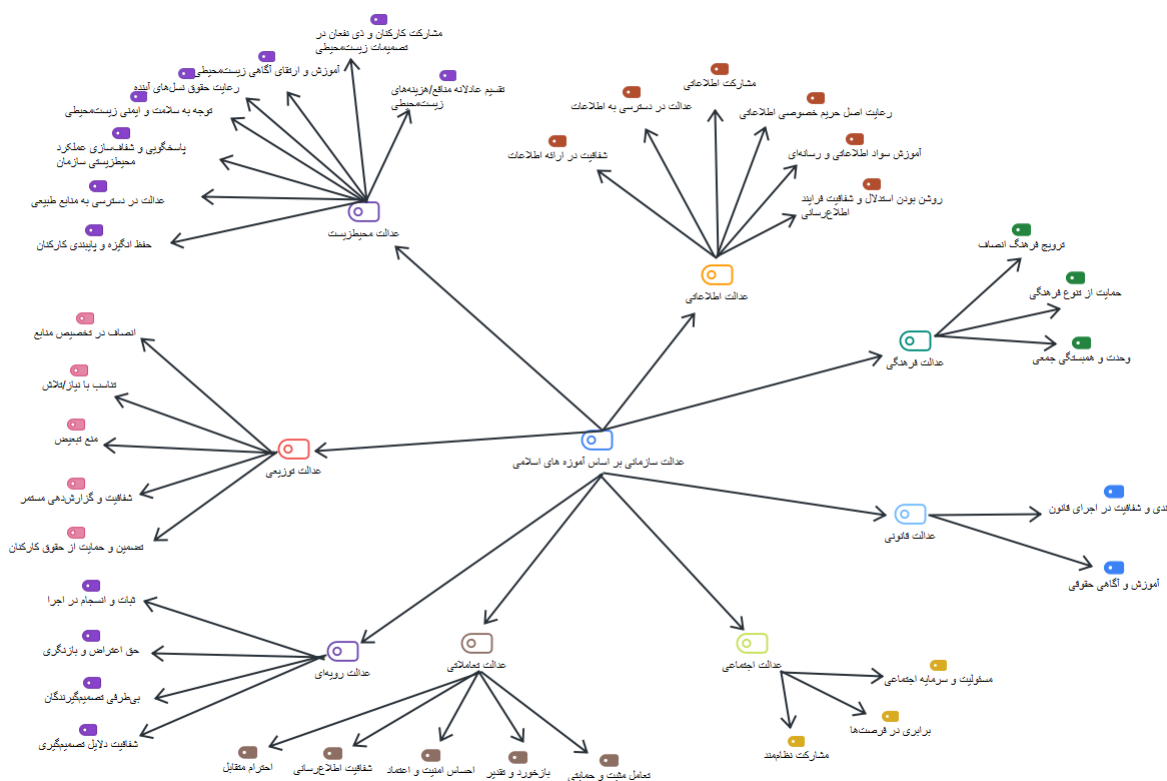 مشارکت کارکنان و ذی نفعان در
تصمیمات زیست‌محیطی
آموزش و ارتقای آگاهی زیست‌محیطی
رعایت حقوق نسل‌های آینده
توجه به سلامت و ایمنی زیست‌محیطی
تقسیم عادلانه منافع/هزینه‌های
زیست‌محیطی
پاسخگویی و شفاف‌سازی عملکرد
محیط‌زیستی سازمان
عدالت در دسترسی به منابع طبیعی
حفظ انگیزه و پایبندی کارکنان
عدالت محیط‌زیست
مشارکت اطلاعاتی
عدالت در دسترسی به اطلاعات
رعایت اصل حریم خصوصی اطلاعاتی
شفافیت در ارائه اطلاعات
آموزش سواد اطلاعاتی و رسانه‌ای
روشن بودن استدلال و شفافیت فرایند
اطلاع‌رسانی
عدالت اطلاعاتی
ترویج فرهنگ انصاف
حمایت از تنوع فرهنگی
وحدت و همبستگی جمعی
عدالت فرهنگی
انصاف در تخصیص منابع
تناسب با نیاز/تلاش
منع تبعیض
شفافیت و گزارش‌دهی مستمر
تضمین و حمایت از حقوق کارکنان
عدالت توزیعی
عدالت سازمانی بر اساس آموزه های اسلامی
ندی و شفافیت در اجرای قانون
آموزش و آگاهی حقوقی
عدالت قانونی
ثبات و انسجام در اجرا
حق اعتراض و بازنگری
بی‌طرفی تصمیم‌گیرندگان
شفافیت دلایل تصمیم‌گیری
عدالت رویه‌ای
عدالت تعاملاتی
احترام متقابل
شفافیت اطلاع‌رسانی
احساس امنیت و اعتماد
بازخورد و تقدیر
تعامل مثبت و حمایتی
عدالت اجتماعی
مسئولیت و سرمایه اجتماعی
برابری در فرصت‌ها
مشارکت نظام‌مند